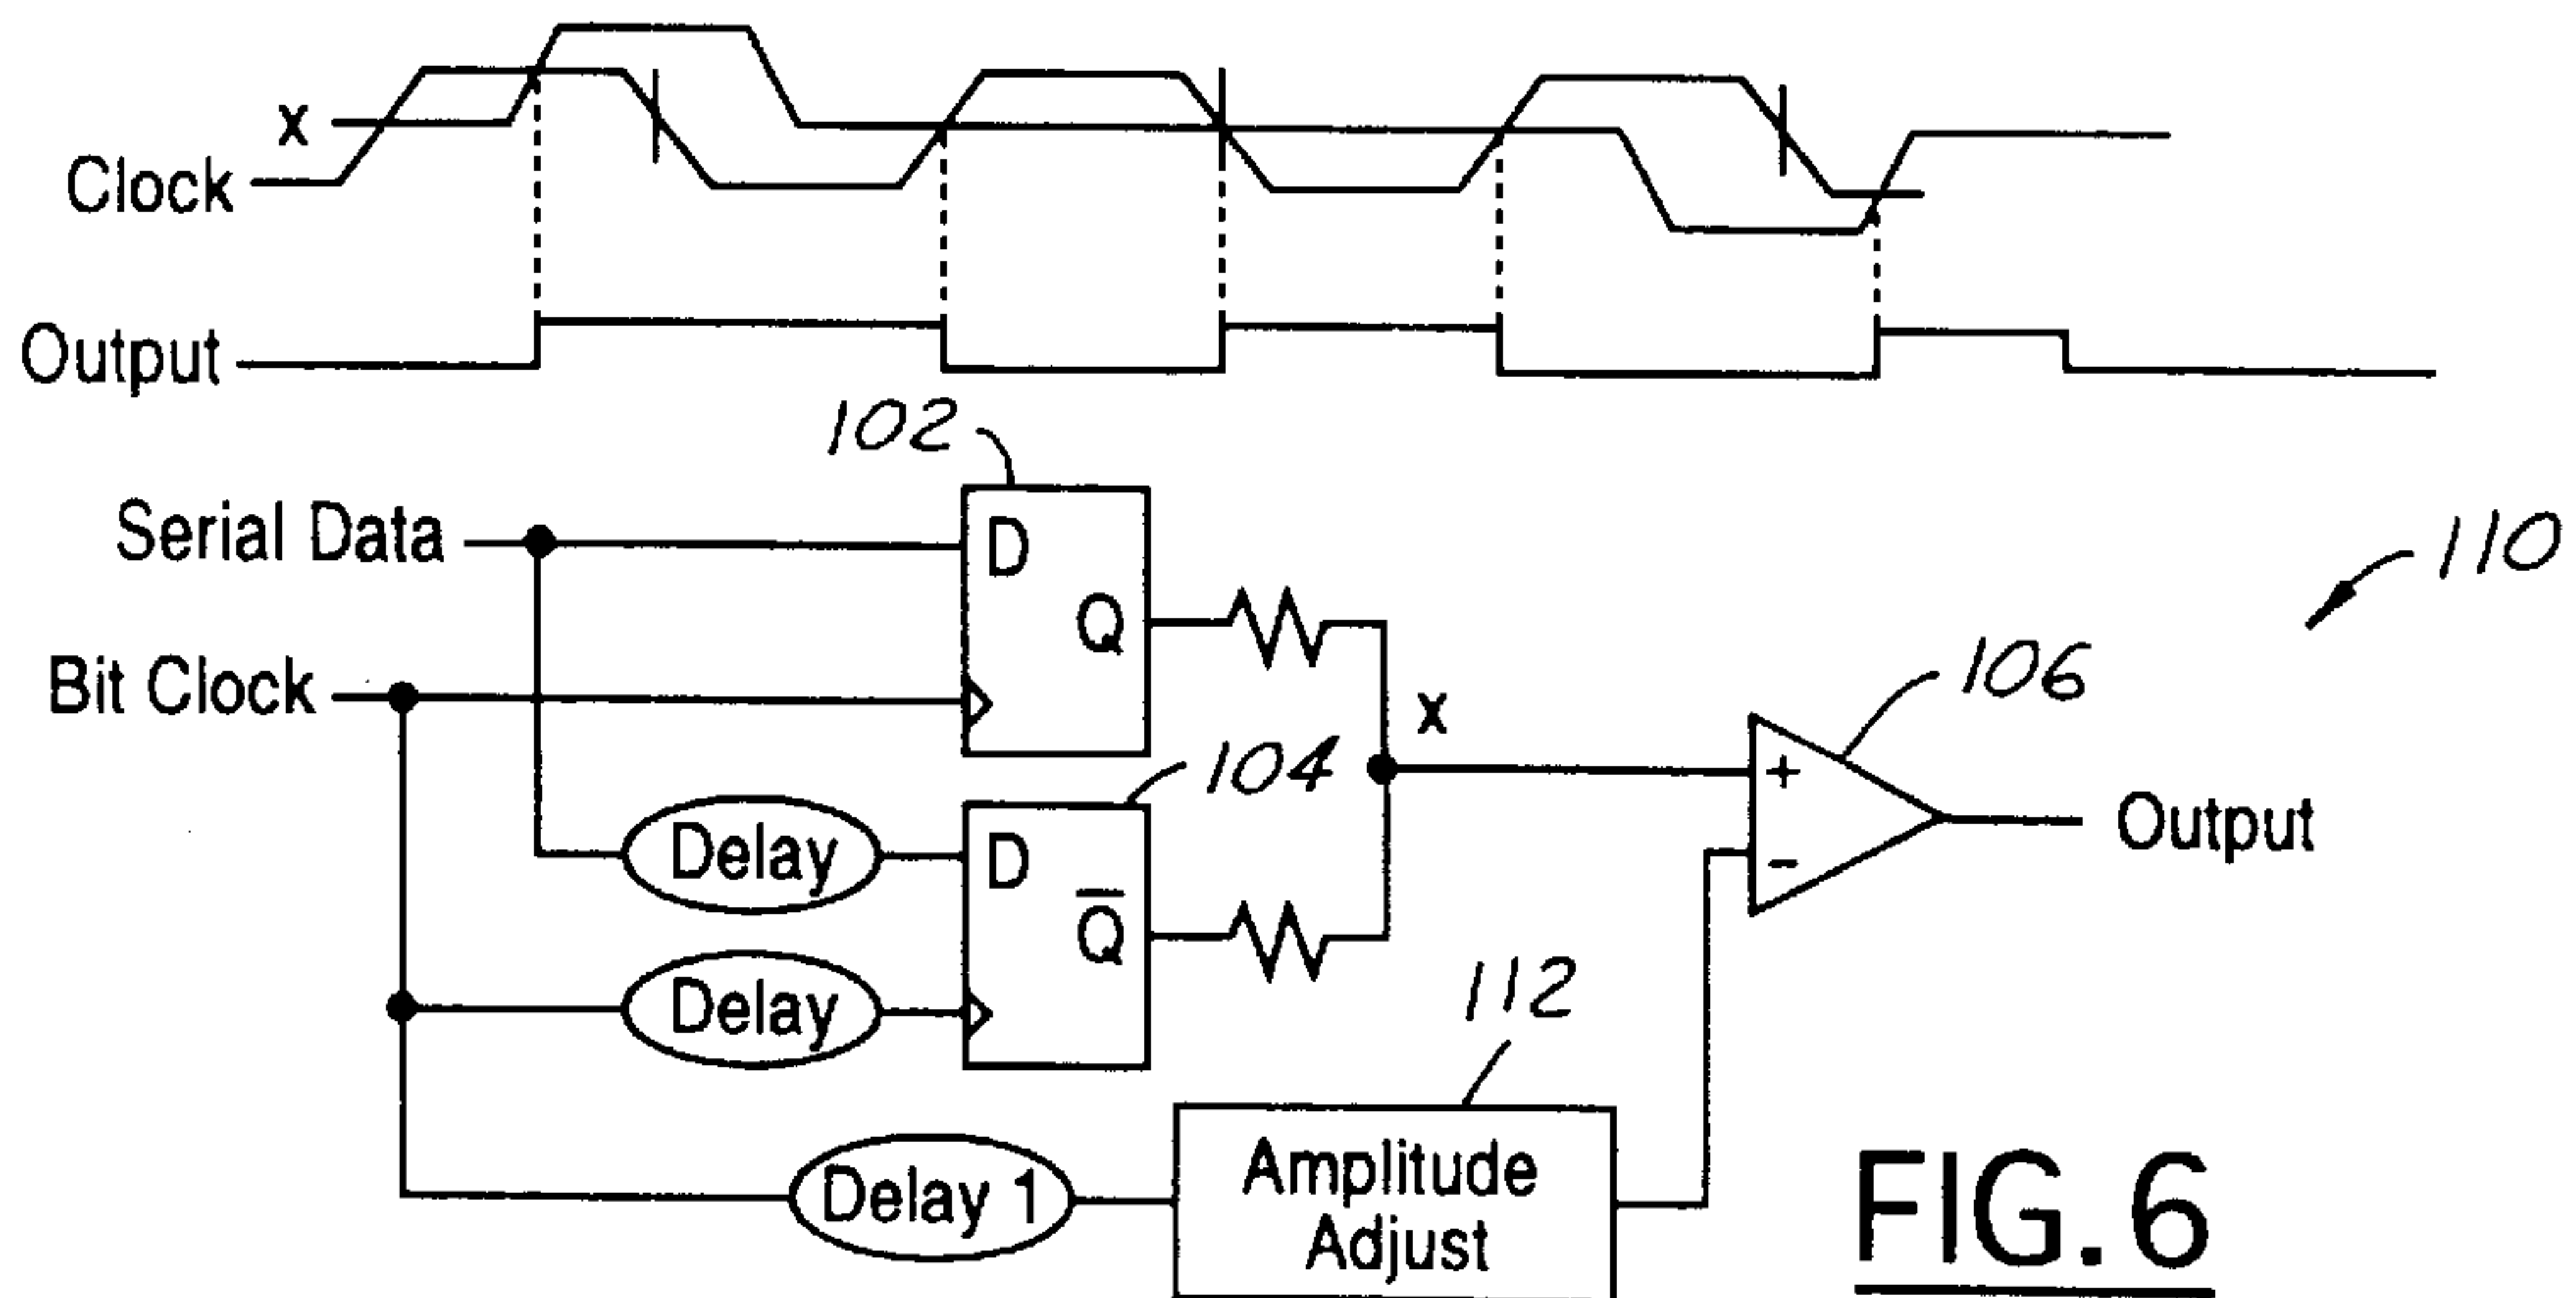 x
Clock
Output
102
Serial Data
D
110
Q
Bit Clock
106
x
104
+
Delay
D
Output
-
Q̅
Delay
112
Amplitude
Adjust
Delay 1
FIG. 6